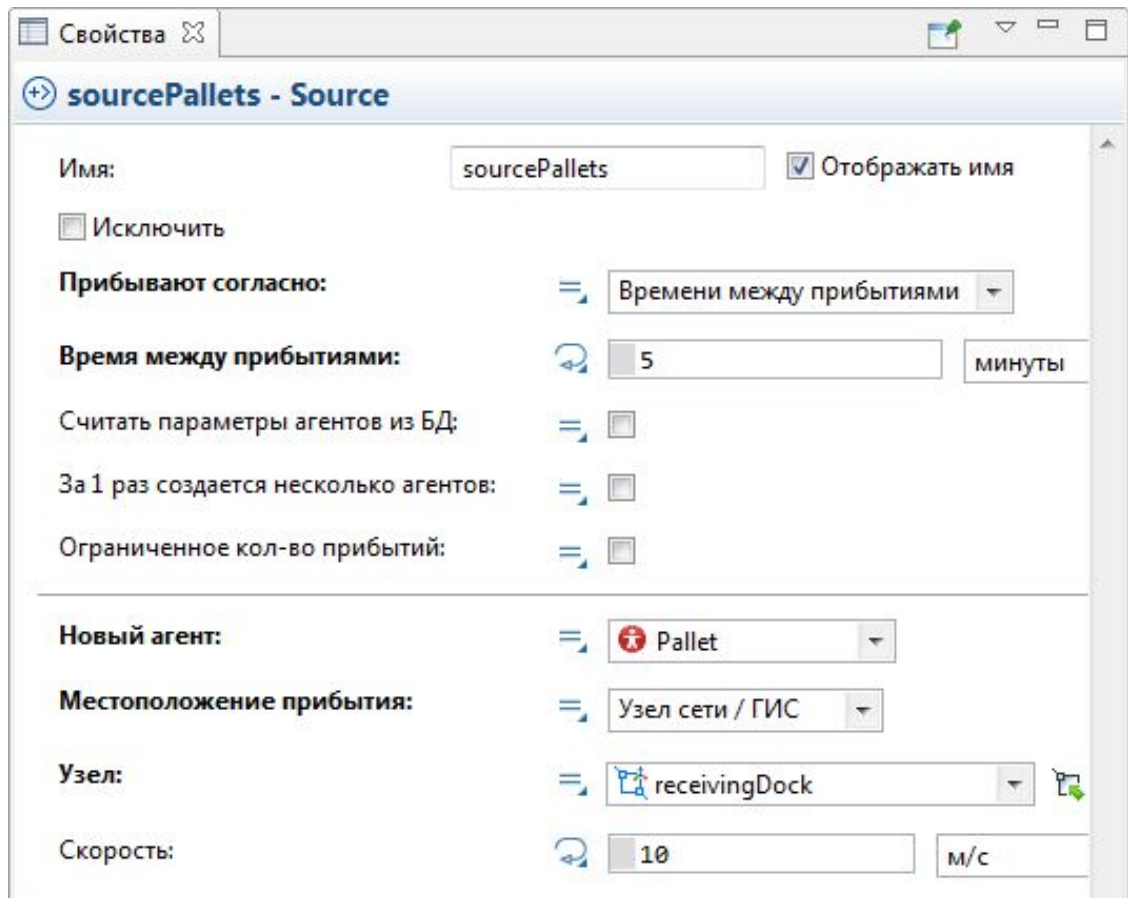 Свойства
sourcePallets - Source
Имя: sourcePallets Отображать имя
Исключить
Прибывают согласно: Времени между прибытиями
Время между прибытиями: 5 минуты
Считать параметры агентов из БД:
За 1 раз создается несколько агентов:
Ограниченное кол-во прибытий:
Новый агент: Pallet
Местоположение прибытия: Узел сети / ГИС
Узел: receivingDock
Скорость: 10 м/с